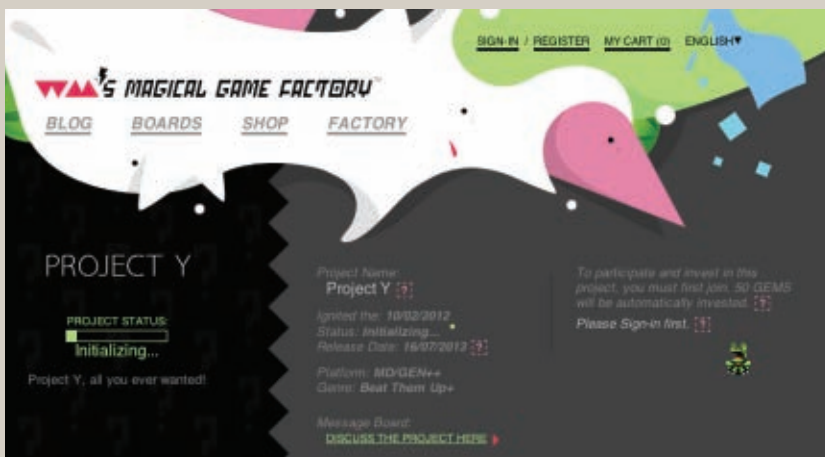 SIGN-IN / REGISTER MY CART (0) ENGLISH▼
WM'S MAGICAL GAME FACTORY™
BLOG BOARDS SHOP FACTORY
PROJECT Y
PROJECT STATUS:
Initializing...
Project Y, all you ever wanted!
Project Name:
Project Y [?]
Ignited the: 10/02/2012
Status: Initializing...
Release Date: 16/07/2013 [?]
Platform: MD/GEN++
Genre: Beat Them Up+
Message Board:
DISCUSS THE PROJECT HERE
To participate and invest in this
project, you must first join. 50 GEMS
will be automatically invested. [?]
Please Sign-in first. [?]